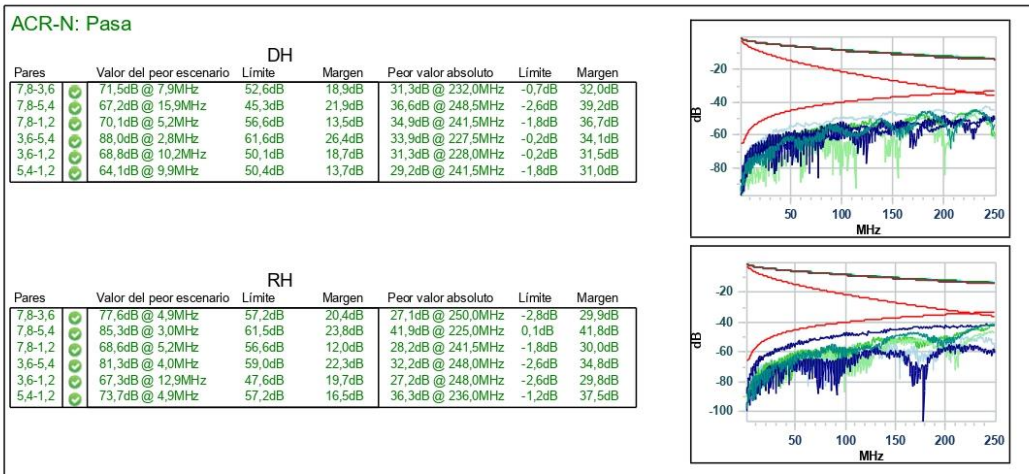 ACR-N: Pasa
DH
Pares Valor del peor escenario Límite Margen Peor valor absoluto Límite Margen
7,8-3,6 71,5dB @ 7,9MHz 52,6dB 18,9dB 31,3dB @ 232,0MHz -0,7dB 32,0dB
7,8-5,4 67,2dB @ 15,9MHz 45,3dB 21,9dB 36,6dB @ 248,5MHz -2,6dB 39,2dB
7,8-1,2 70,1dB @ 5,2MHz 56,6dB 13,5dB 34,9dB @ 241,5MHz -1,8dB 36,7dB
3,6-5,4 88,0dB @ 2,8MHz 61,6dB 26,4dB 33,9dB @ 227,5MHz -0,2dB 34,1dB
3,6-1,2 68,8dB @ 10,2MHz 50,1dB 18,7dB 31,3dB @ 228,0MHz -0,2dB 31,5dB
5,4-1,2 64,1dB @ 9,9MHz 50,4dB 13,7dB 29,2dB @ 241,5MHz -1,8dB 31,0dB
-20
-40
-60
-80
dB
50 100 150 200 250
MHz
RH
Pares Valor del peor escenario Límite Margen Peor valor absoluto Límite Margen
7,8-3,6 77,6dB @ 4,9MHz 57,2dB 20,4dB 27,1dB @ 250,0MHz -2,8dB 29,9dB
7,8-5,4 85,3dB @ 3,0MHz 61,5dB 23,8dB 41,9dB @ 225,0MHz 0,1dB 41,8dB
7,8-1,2 68,6dB @ 5,2MHz 56,6dB 12,0dB 28,2dB @ 241,5MHz -1,8dB 30,0dB
3,6-5,4 81,3dB @ 4,0MHz 59,0dB 22,3dB 32,2dB @ 248,0MHz -2,6dB 34,8dB
3,6-1,2 67,3dB @ 12,9MHz 47,6dB 19,7dB 27,2dB @ 248,0MHz -2,6dB 29,8dB
5,4-1,2 73,7dB @ 4,9MHz 57,2dB 16,5dB 36,3dB @ 236,0MHz -1,2dB 37,5dB
-20
-40
-60
-80
-100
dB
50 100 150 200 250
MHz